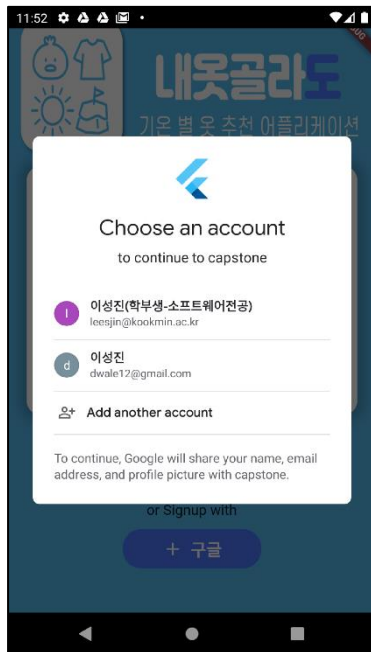 11:52
내옷골라도
기온 별 옷 추천 어플리케이션
Choose an account
to continue to capstone
l
이성진(학부생-소프트웨어전공)
leesjin@kookmin.ac.kr
d
이성진
dwale12@gmail.com
Add another account
To continue, Google will share your name, email
address, and profile picture with capstone.
or Signup with
+ 구글